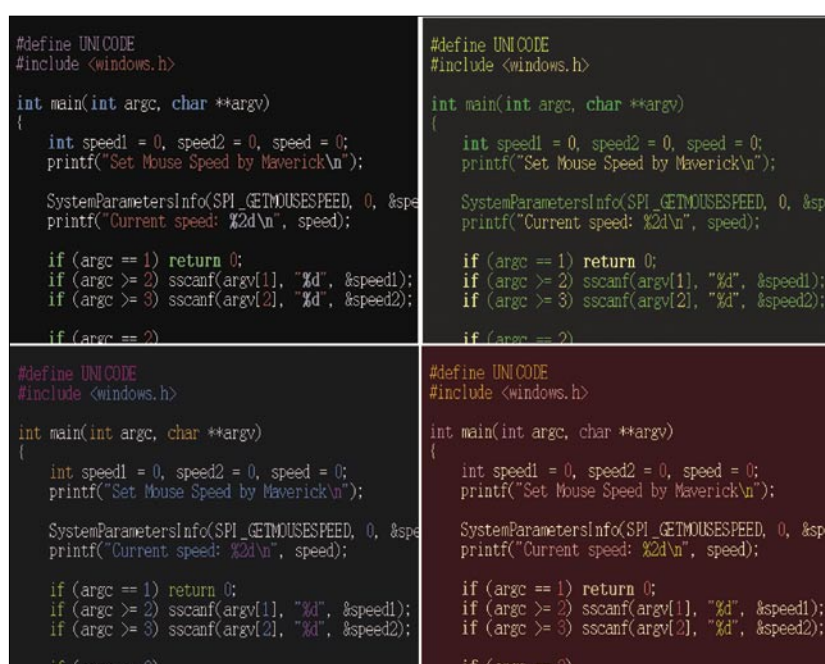 #define UNICODE
#include <windows.h>
int main(int argc, char **argv)
{
int speed1 = 0, speed2 = 0, speed = 0;
printf("Set Mouse Speed by Maverick\n");
SystemParametersInfo(SPI_GETMOUSESPEED, 0, &spe
printf("Current speed: %2d\n", speed);
if (argc == 1) return 0;
if (argc >= 2) sscanf(argv[1], "%d", &speed1);
if (argc >= 3) sscanf(argv[2], "%d", &speed2);
if (argc == 2)
#define UNICODE
#include <windows.h>
int main(int argc, char **argv)
{
int speed1 = 0, speed2 = 0, speed = 0;
printf("Set Mouse Speed by Maverick\n");
SystemParametersInfo(SPI_GETMOUSESPEED, 0, &sp
printf("Current speed: %2d\n", speed);
if (argc == 1) return 0;
if (argc >= 2) sscanf(argv[1], "%d", &speed1);
if (argc >= 3) sscanf(argv[2], "%d", &speed2);
if (argc == 2)
#define UNICODE
#include <windows.h>
int main(int argc, char **argv)
{
int speed1 = 0, speed2 = 0, speed = 0;
printf("Set Mouse Speed by Maverick\n");
SystemParametersInfo(SPI_GETMOUSESPEED, 0, &spe
printf("Current speed: %2d\n", speed);
if (argc == 1) return 0;
if (argc >= 2) sscanf(argv[1], "%d", &speed1);
if (argc >= 3) sscanf(argv[2], "%d", &speed2);
#define UNICODE
#include <windows.h>
int main(int argc, char **argv)
{
int speed1 = 0, speed2 = 0, speed = 0;
printf("Set Mouse Speed by Maverick\n");
SystemParametersInfo(SPI_GETMOUSESPEED, 0, &sp
printf("Current speed: %2d\n", speed);
if (argc == 1) return 0;
if (argc >= 2) sscanf(argv[1], "%d", &speed1);
if (argc >= 3) sscanf(argv[2], "%d", &speed2);